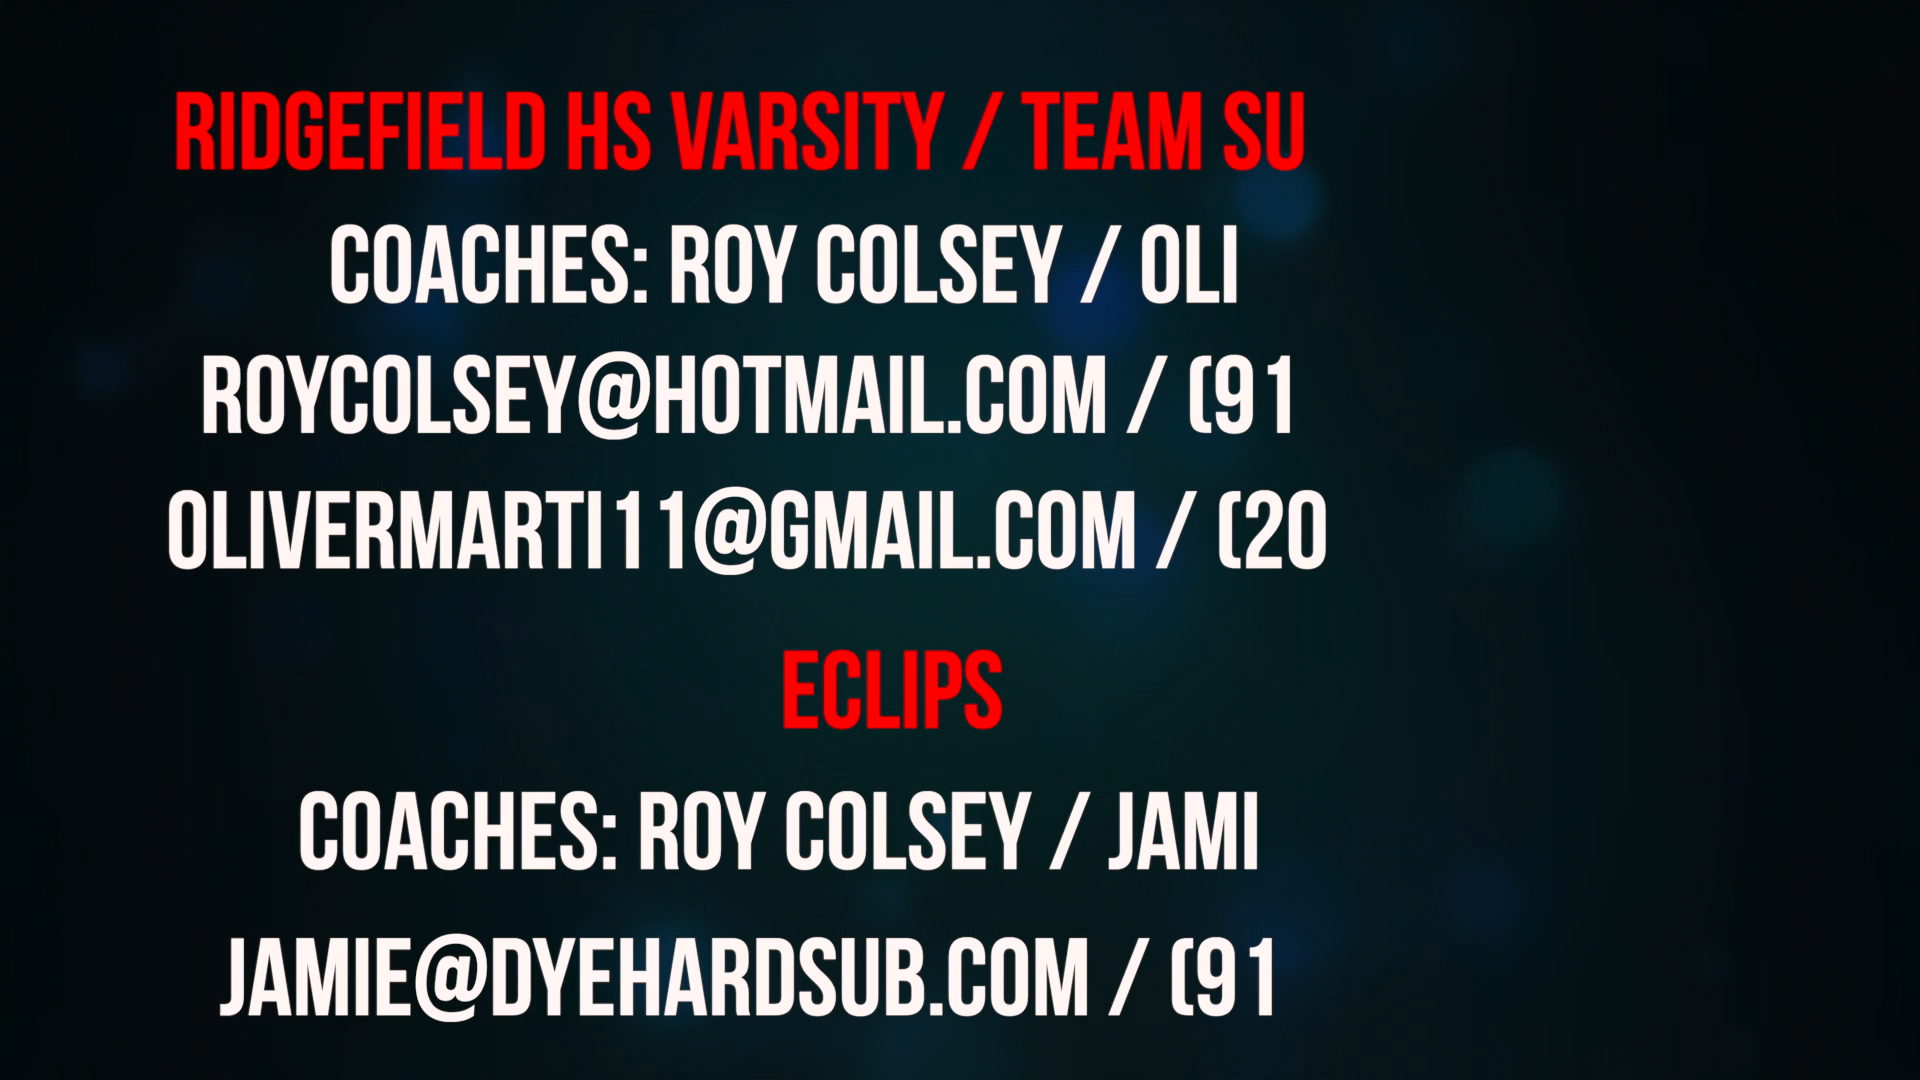 RIDGEFIELD HS VARSITY / TEAM SU
COACHES: ROY COLSEY / OLI
ROYCOLSEY@HOTMAIL.COM / (91
OLIVERMARTI11@GMAIL.COM / (20
ECLIPS
COACHES: ROY COLSEY / JAMI
JAMIE@DYEHARDSUB.COM / (91